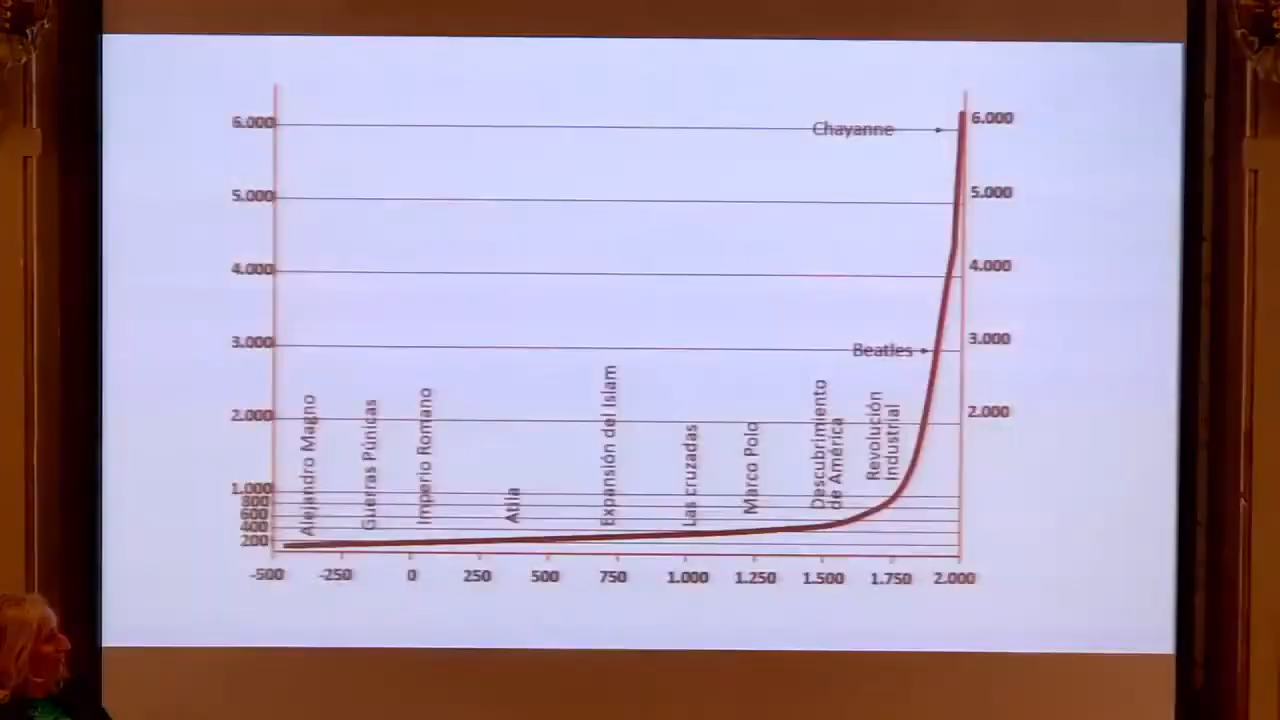 6.000
Chayanne
6.000
5.000
5.000
4.000
4.000
3.000
Beatles
3.000
2.000
2.000
1.000
800
600
400
200
Alejandro Magno
Guerras Púnicas
Imperio Romano
Atila
Expansión del Islam
Las cruzadas
Marco Polo
Descubrimiento
de América
Revolución
Industrial
-500 -250 0 250 500 750 1.000 1.250 1.500 1.750 2.000